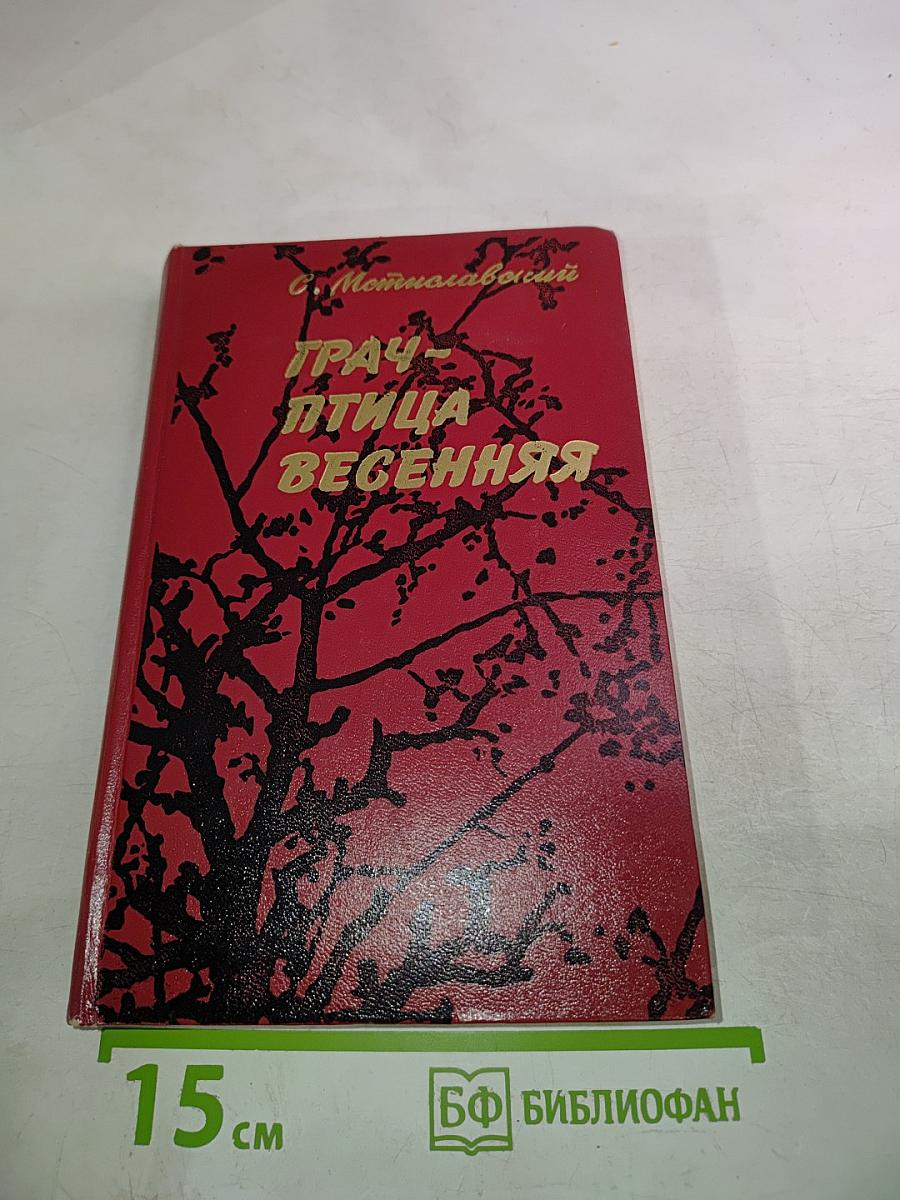 С. Мстиславский
ГРАЧ-
ПТИЦА
ВЕСЕННЯЯ
15 см
БФ БИБЛИОФАН